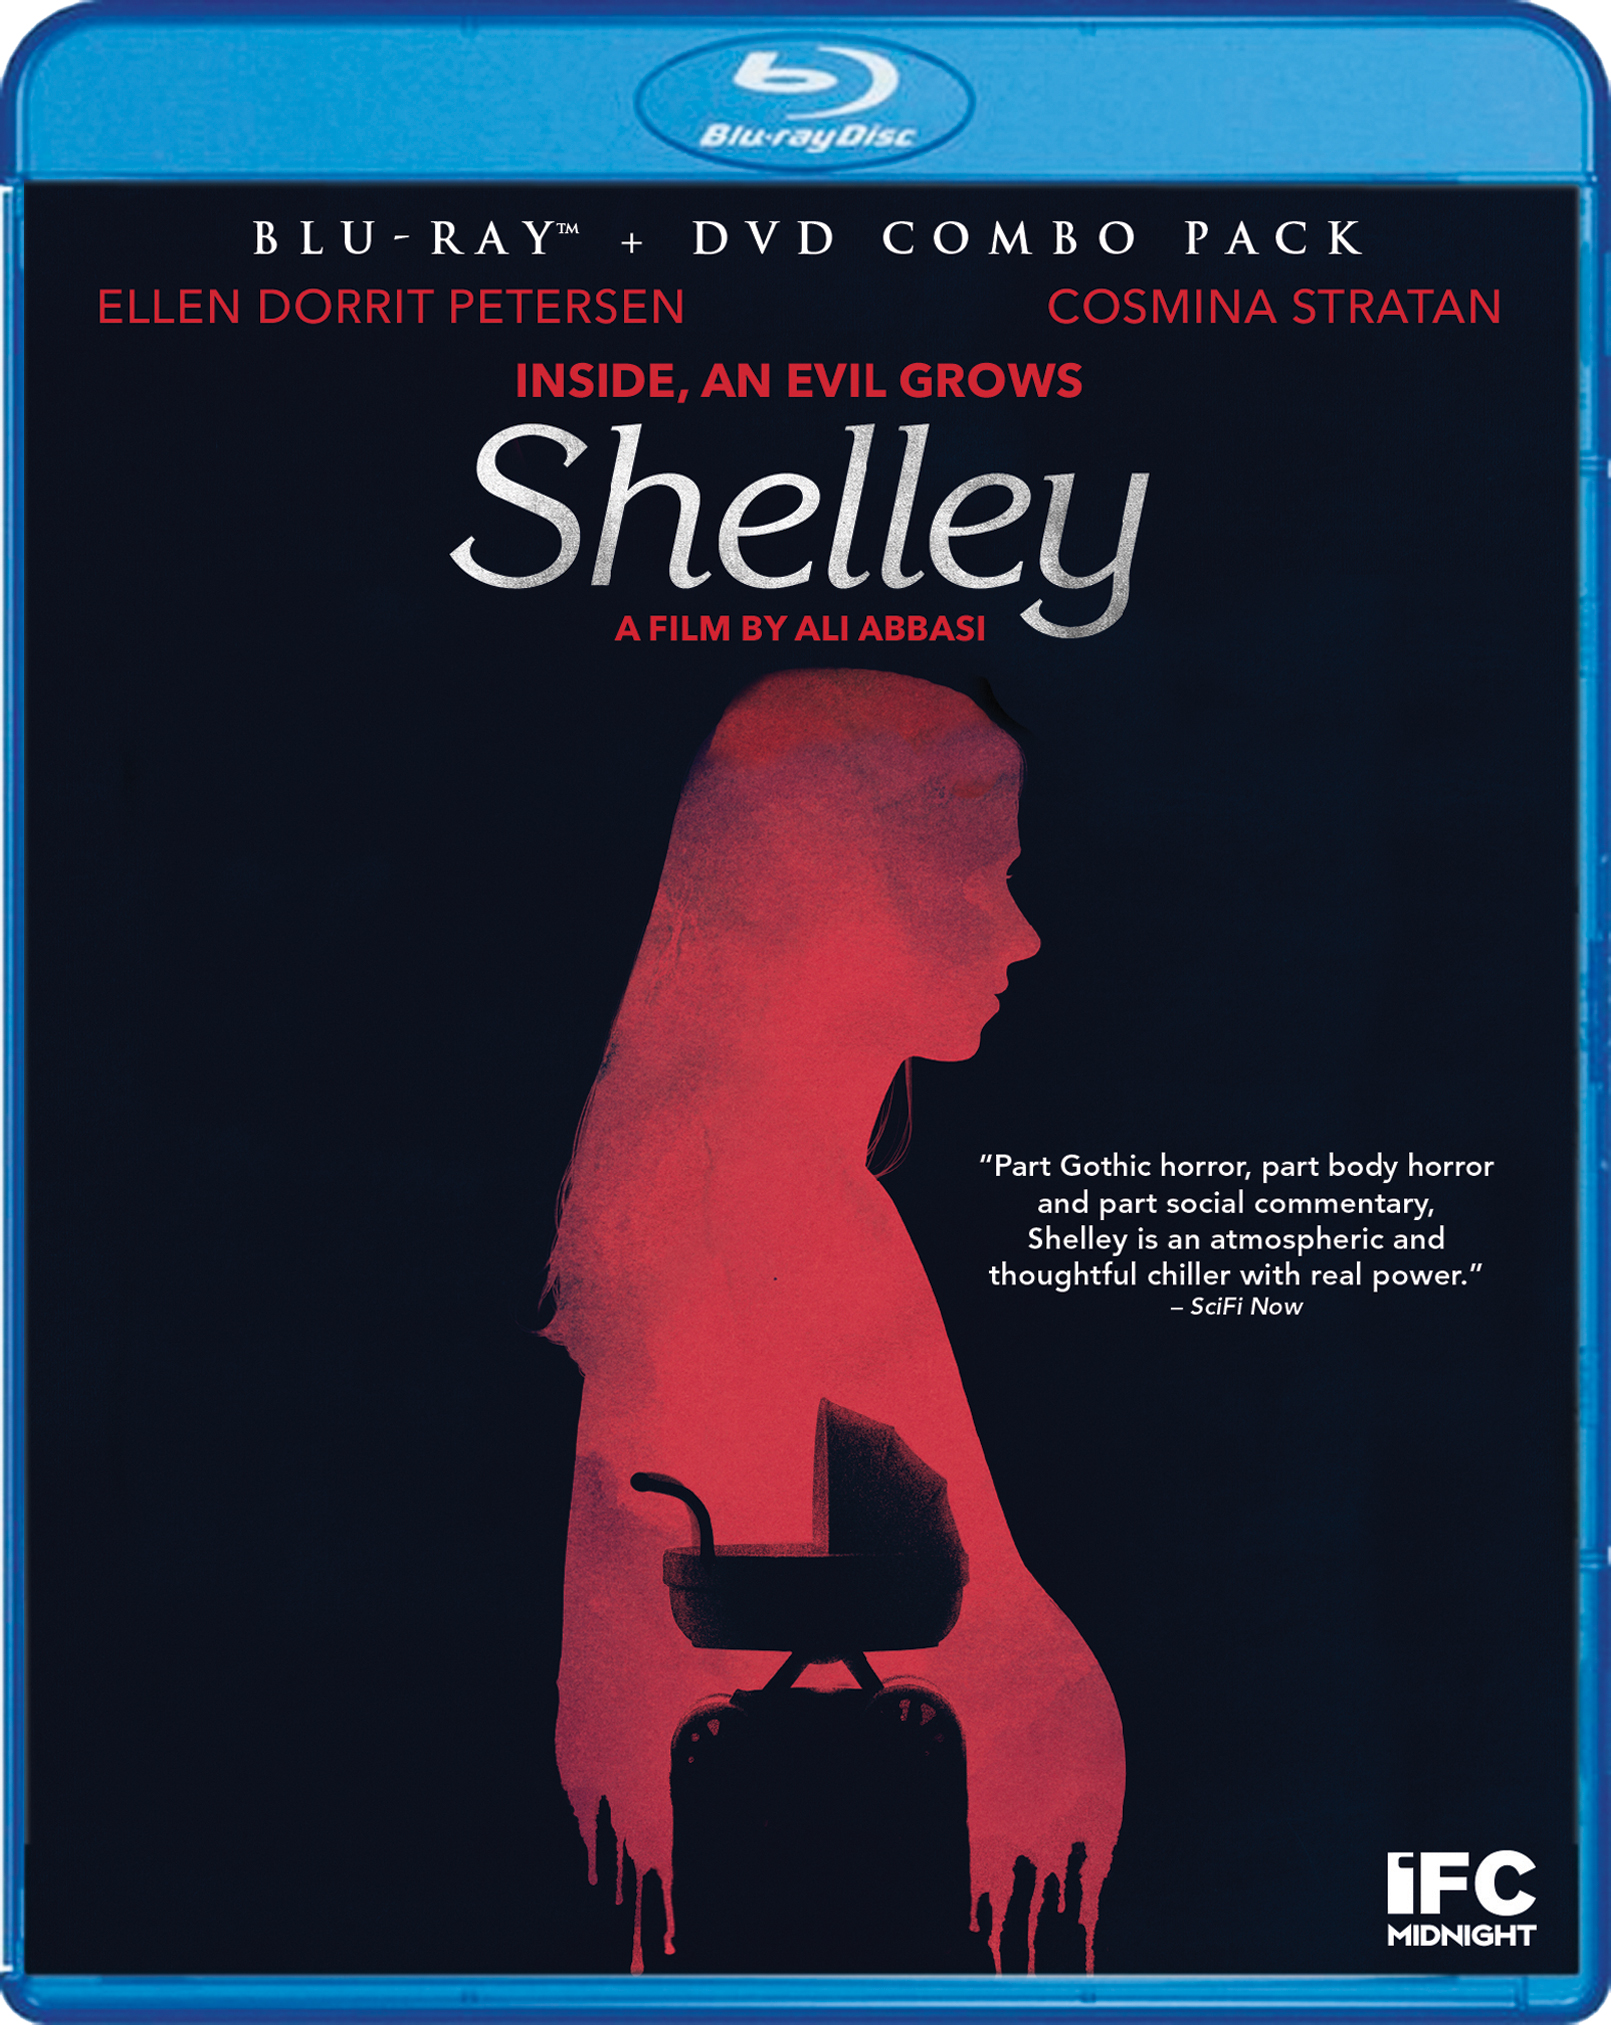 Blu-ray Disc
BLU-RAY™ + DVD COMBO PACK
ELLEN DORRIT PETERSEN COSMINA STRATAN
INSIDE, AN EVIL GROWS
Shelley
A FILM BY ALI ABBASI
“Part Gothic horror, part body horror
and part social commentary,
Shelley is an atmospheric and
thoughtful chiller with real power.”
– SciFi Now
iFC
MIDNIGHT